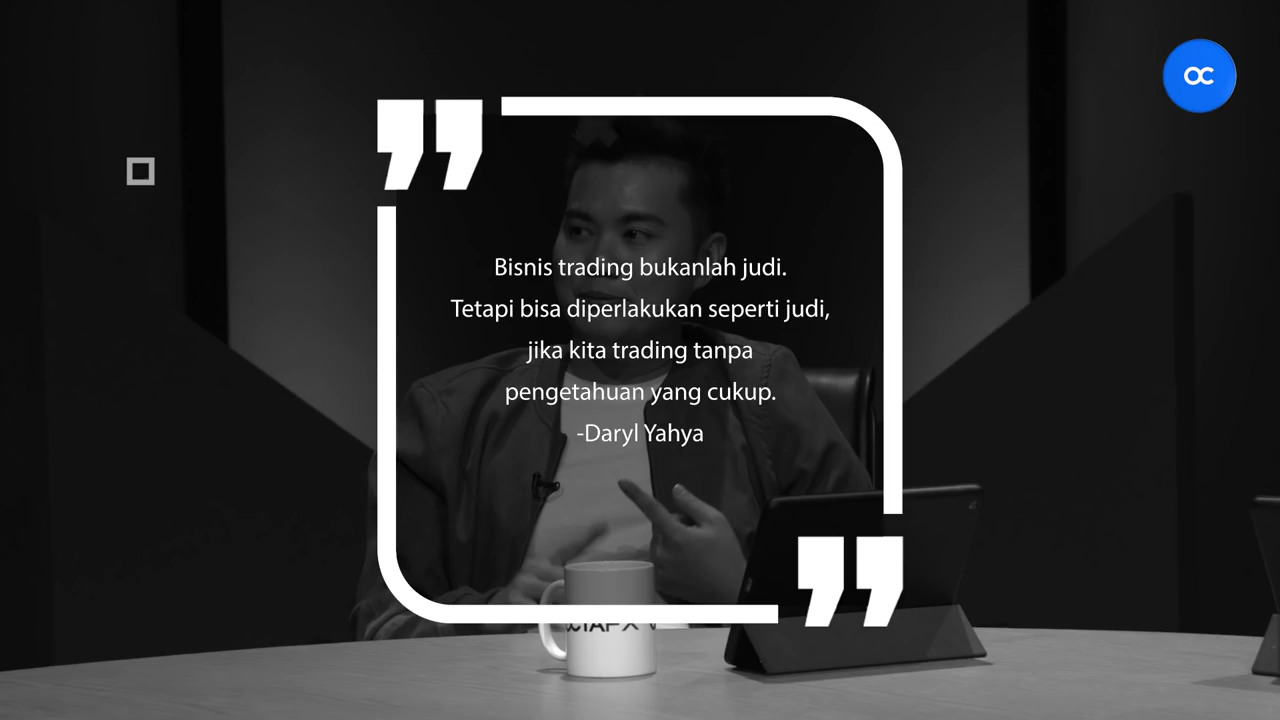 Bisnis trading bukanlah judi.
Tetapi bisa diperlakukan seperti judi,
jika kita trading tanpa
pengetahuan yang cukup.
-Daryl Yahya